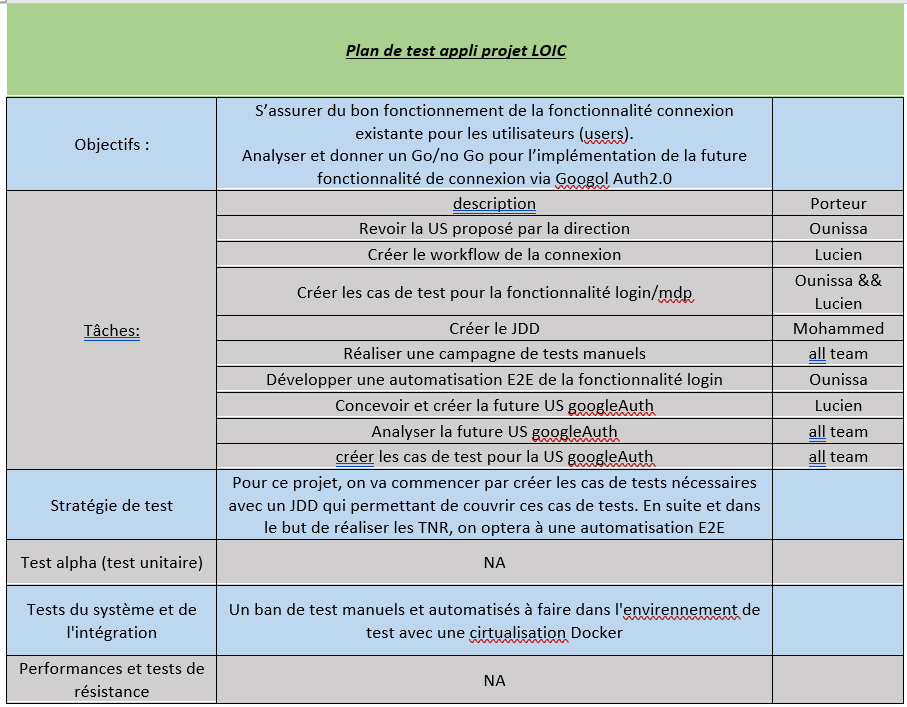 Plan de test appli projet LOIC
Objectifs :
S’assurer du bon fonctionnement de la fonctionnalité connexion
existante pour les utilisateurs (users).
Analyser et donner un Go/no Go pour l’implémentation de la future
fonctionnalité de connexion via Googol Auth2.0
Tâches:
description
Porteur
Revoir la US proposé par la direction
Ounissa
Créer le workflow de la connexion
Lucien
Créer les cas de test pour la fonctionnalité login/mdp
Ounissa &&
Lucien
Créer le JDD
Mohammed
Réaliser une campagne de tests manuels
all team
Développer une automatisation E2E de la fonctionnalité login
Ounissa
Concevoir et créer la future US googleAuth
Lucien
Analyser la future US googleAuth
all team
créer les cas de test pour la US googleAuth
all team
Stratégie de test
Pour ce projet, on va commencer par créer les cas de tests nécessaires
avec un JDD qui permettant de couvrir ces cas de tests. En suite et dans
le but de réaliser les TNR, on optera à une automatisation E2E
Test alpha (test unitaire)
NA
Tests du système et de
l'intégration
Un ban de test manuels et automatisés à faire dans l'envirennement de
test avec une cirtualisation Docker
Performances et tests de
résistance
NA